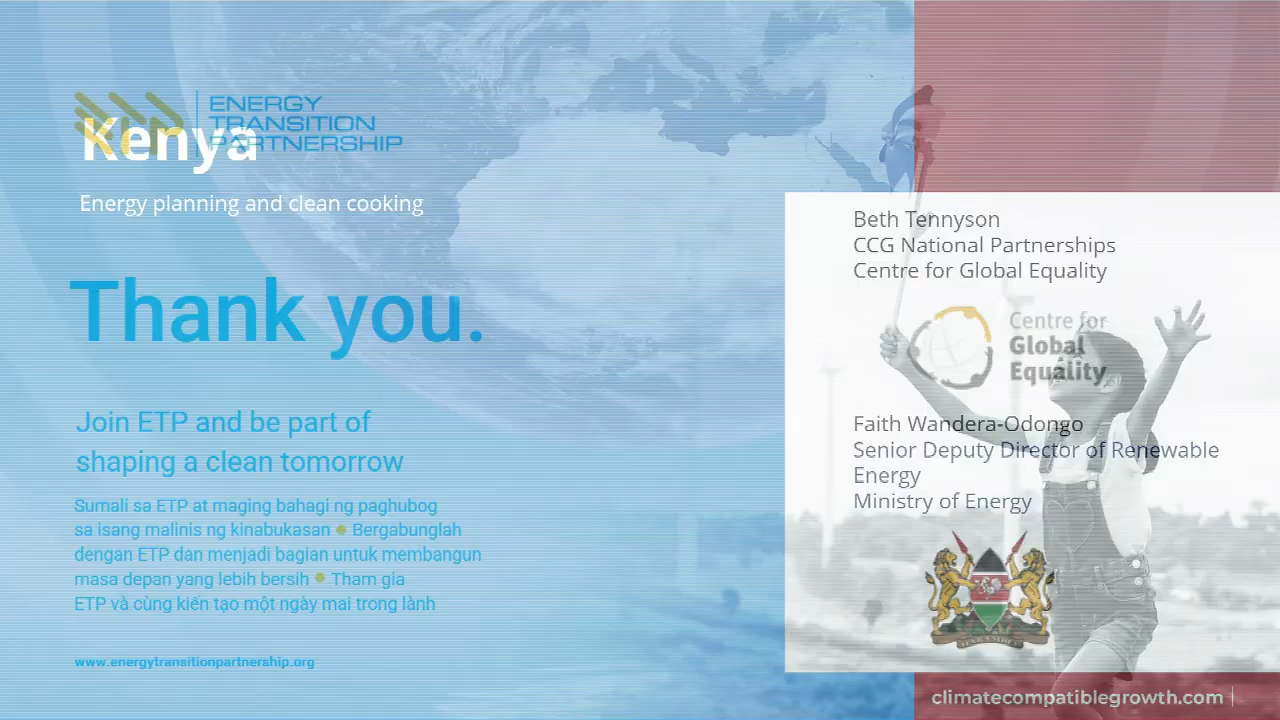 ENERGY
TRANSITION
PARTNERSHIP
Kenya
Energy planning and clean cooking
Thank you.
Join ETP and be part of
shaping a clean tomorrow
Sumali sa ETP at maging bahagi ng paghubog
sa isang malinis ng kinabukasan ● Bergabunglah
dengan ETP dan menjadi bagian untuk membangun
masa depan yang lebih bersih ● Tham gia
ETP và cùng kiến tạo một ngày mai trong lành
www.energytransitionpartnership.org
Beth Tennyson
CCG National Partnerships
Centre for Global Equality
Centre for
Global
Equality
Faith Wandera-Odongo
Senior Deputy Director of Renewable
Energy
Ministry of Energy
climatecompatiblegrowth.com |